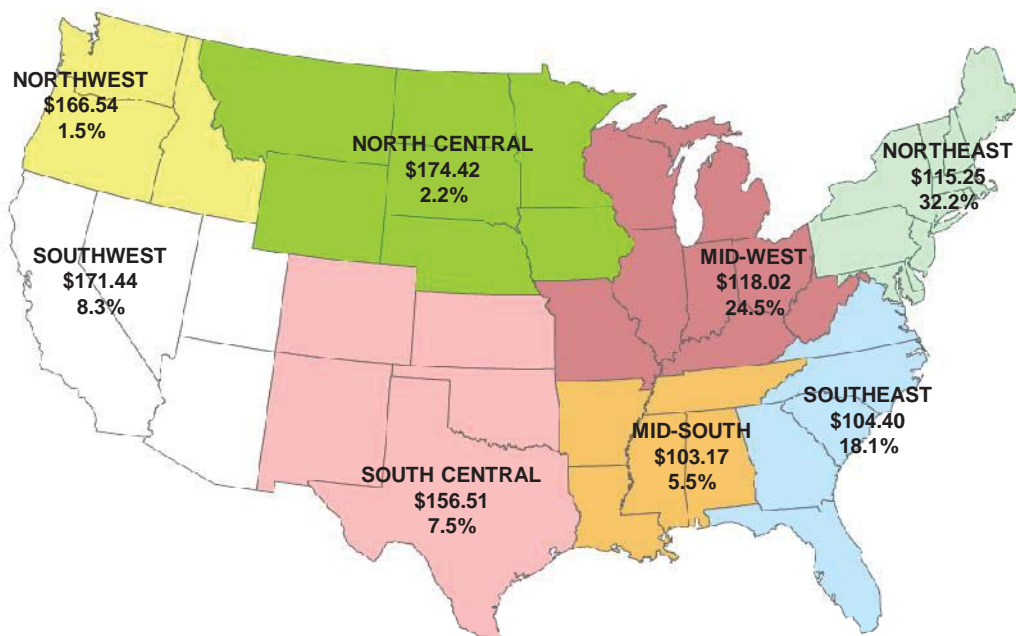 NORTHWEST
$166.54
1.5%
NORTH CENTRAL
$174.42
2.2%
NORTHEAST
$115.25
32.2%
SOUTHWEST
$171.44
8.3%
MID-WEST
$118.02
24.5%
SOUTHEAST
$104.40
18.1%
MID-SOUTH
$103.17
5.5%
SOUTH CENTRAL
$156.51
7.5%